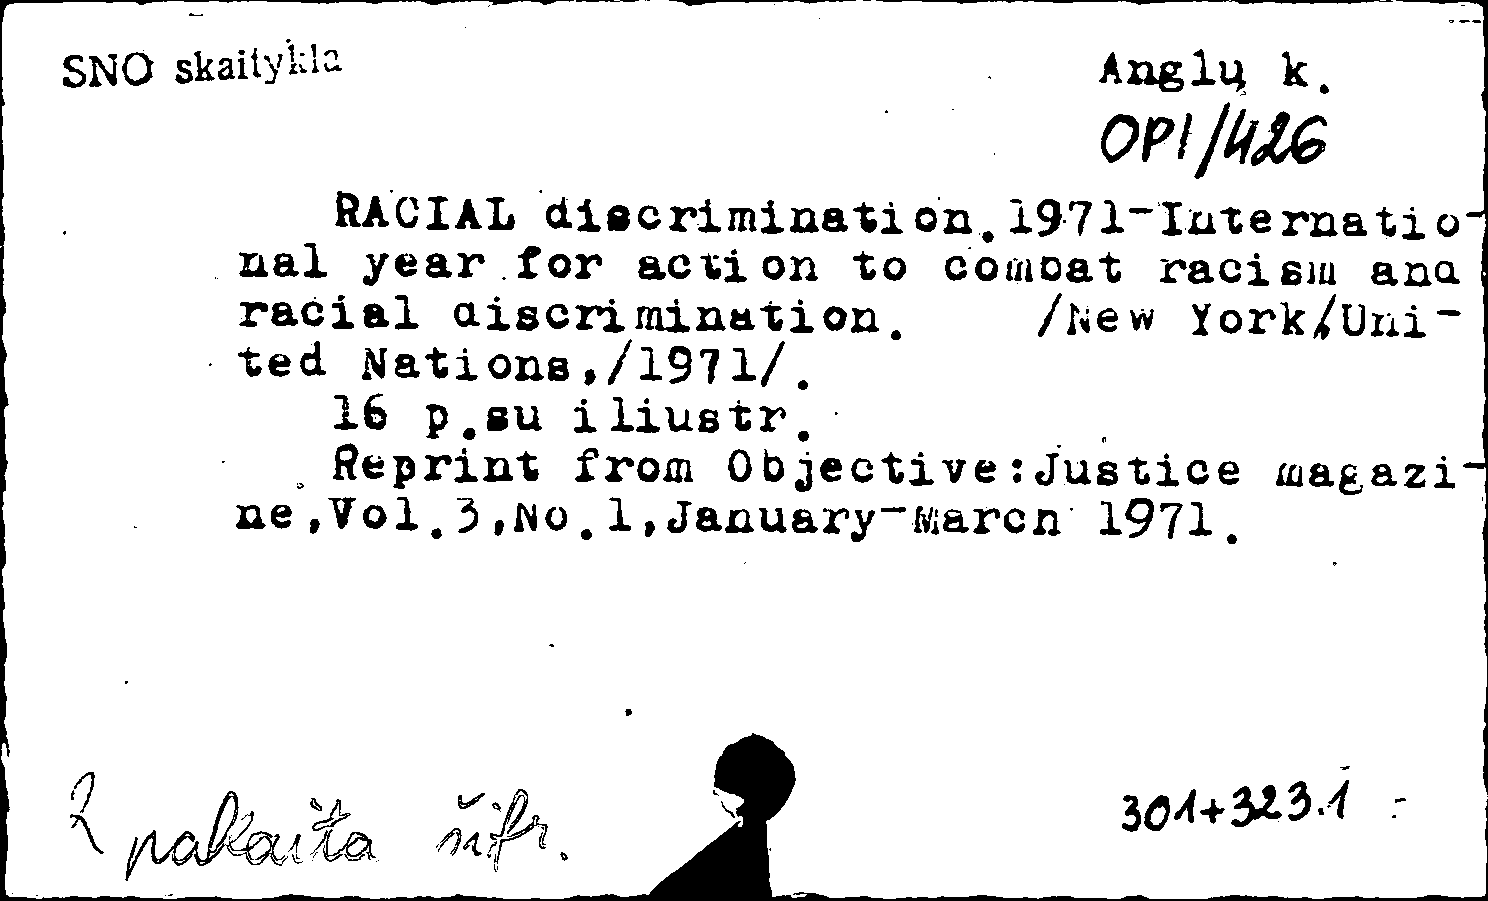 SNO skaitykla
Anglų k.
OPI/426
RACIAL discrimination.1971-Internatio-
nal year for action to combat racism and
racial discrimination. /New York/,Uni-
ted Nations,/1971/.
16 p.su iliustr.
Reprint from Objective:Justice magazi-
ne,Vol.3,No.1,January-March 1971.
2 pakaita šifr.
301+323.1